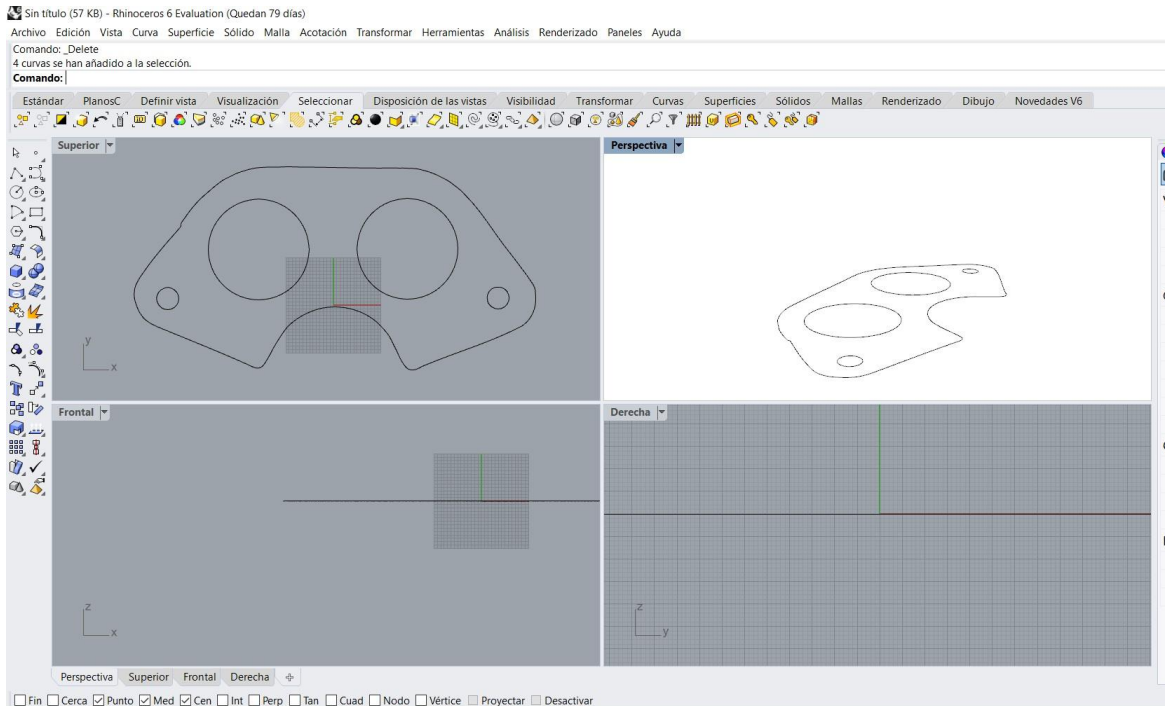 Sin título (57 KB) - Rhinoceros 6 Evaluation (Quedan 79 días)
Archivo Edición Vista Curva Superficie Sólido Malla Acotación Transformar Herramientas Análisis Renderizado Paneles Ayuda
Comando: _Delete
4 curvas se han añadido a la selección.
Comando:
Estándar PlanosC Definir vista Visualización Seleccionar Disposición de las vistas Visibilidad Transformar Curvas Superficies Sólidos Mallas Renderizado Dibujo Novedades V6
Superior Perspectiva
y
x
Frontal Derecha
z z
x y
Perspectiva Superior Frontal Derecha
Fin Cerca Punto Med Cen Int Perp Tan Cuad Nodo Vértice Proyectar Desactivar